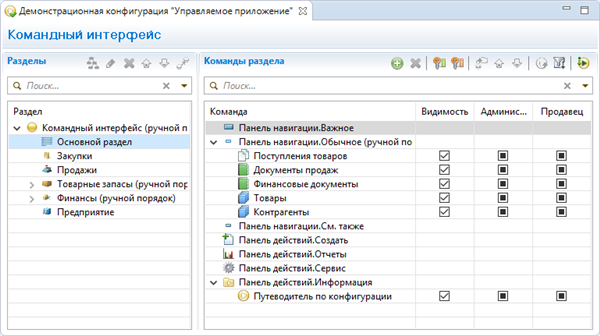 Демонстрационная конфигурация "Управляемое приложение"
Командный интерфейс
Разделы
Поиск...
Раздел
Командный интерфейс (ручной п
Основной раздел
Закупки
Продажи
Товарные запасы (ручной пор
Финансы (ручной порядок)
Предприятие
Команды раздела
Поиск...
Команда Видимость Админис... Продавец
Панель навигации.Важное
Панель навигации.Обычное (ручной по
Поступления товаров
Документы продаж
Финансовые документы
Товары
Контрагенты
Панель навигации.См. также
Панель действий.Создать
Панель действий.Отчеты
Панель действий.Сервис
Панель действий.Информация
Путеводитель по конфигурации